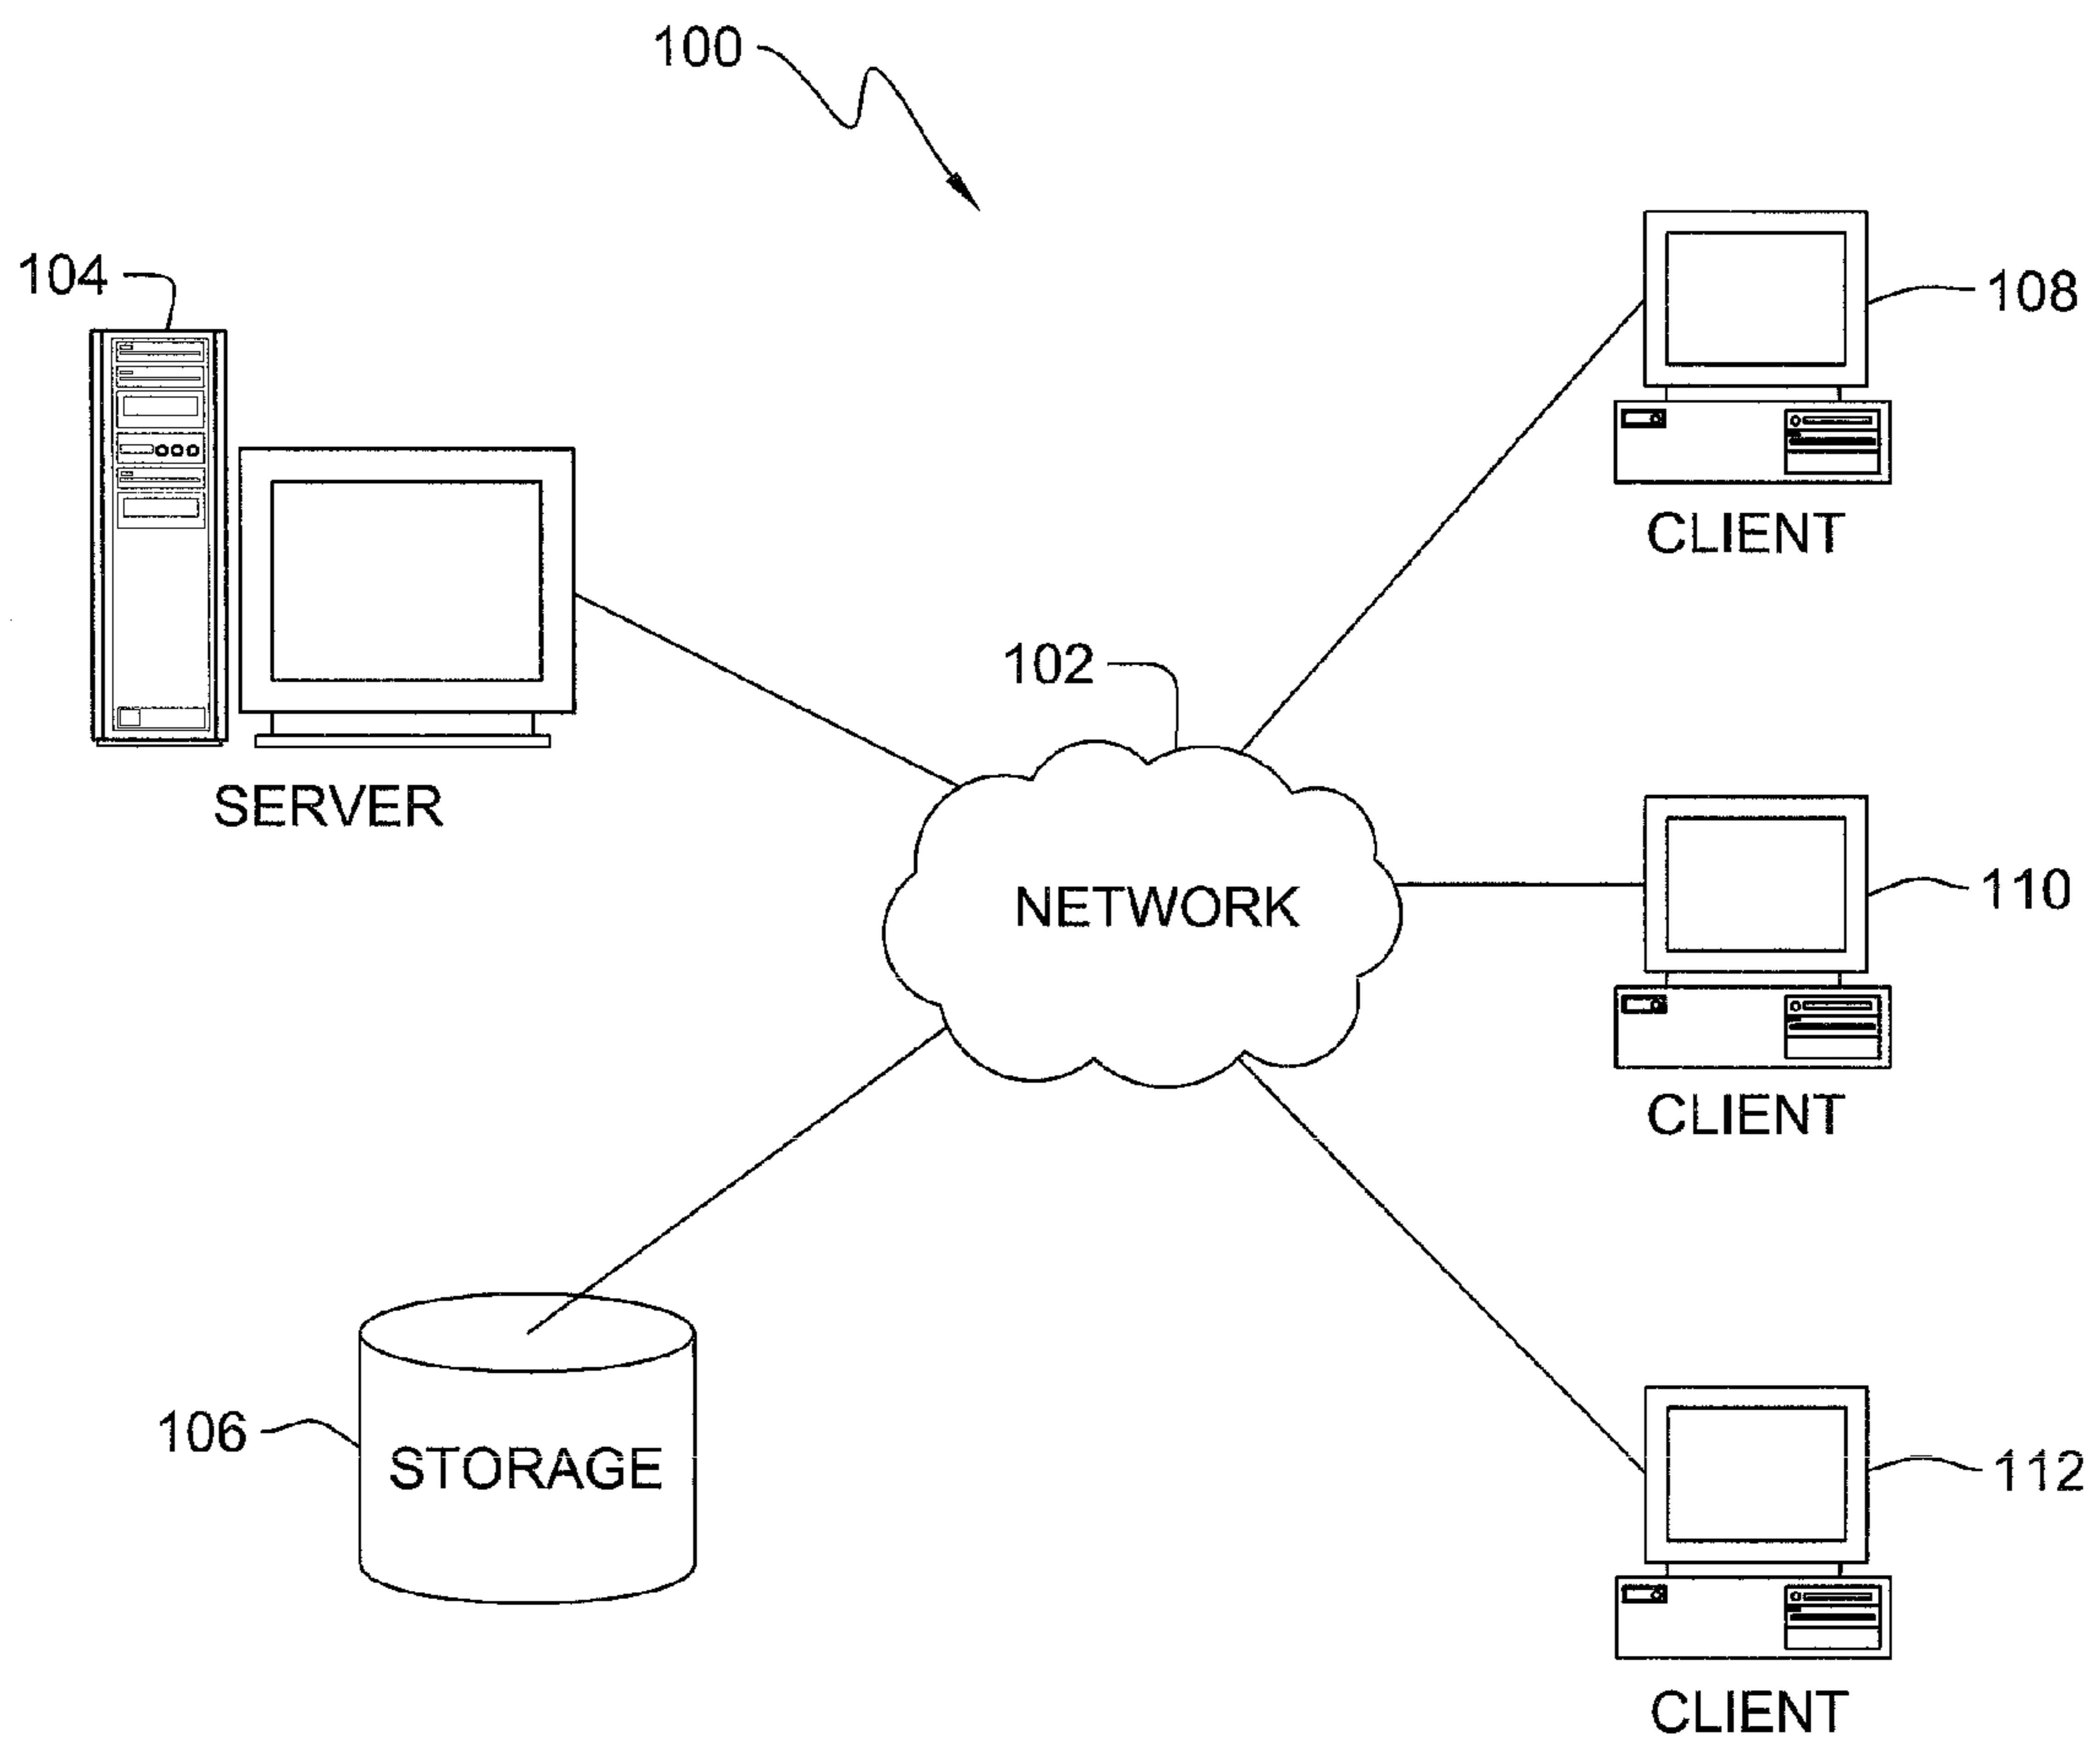 100
104
108
CLIENT
102
SERVER
NETWORK
110
CLIENT
106
STORAGE
112
CLIENT